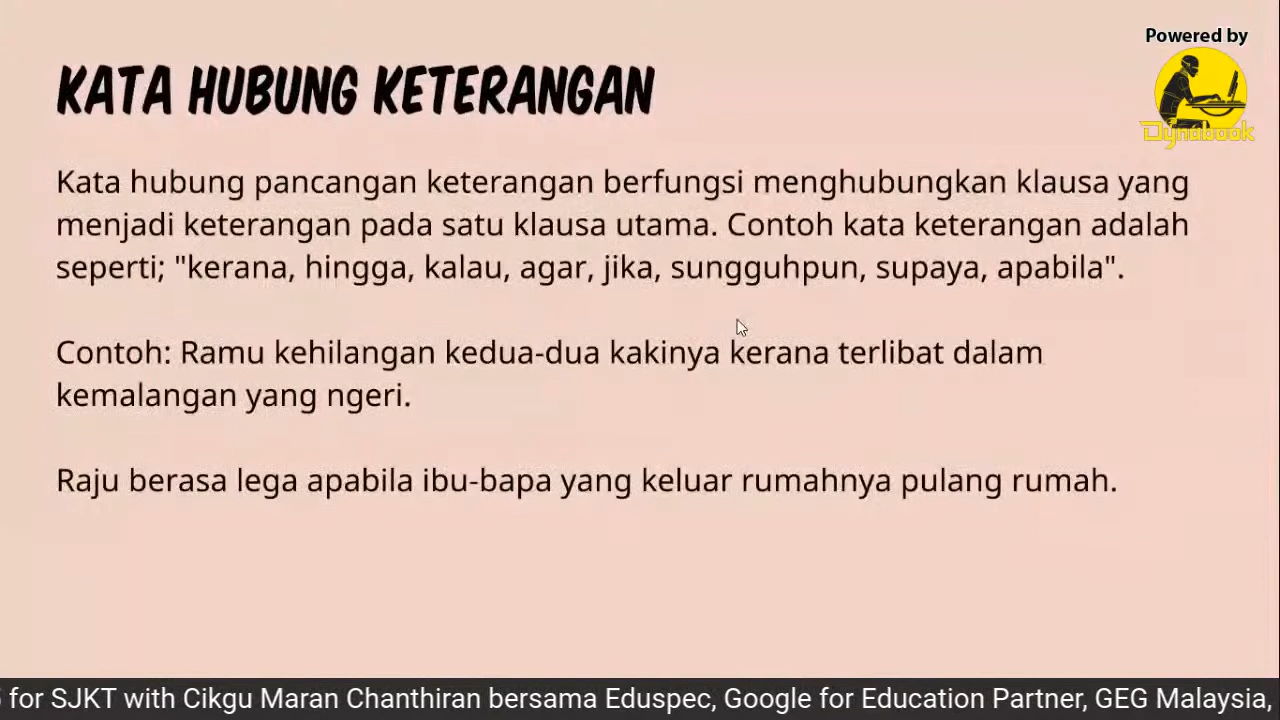 Powered by
Dynabook
KATA HUBUNG KETERANGAN
Kata hubung pancangan keterangan berfungsi menghubungkan klausa yang
menjadi keterangan pada satu klausa utama. Contoh kata keterangan adalah
seperti; "kerana, hingga, kalau, agar, jika, sungguhpun, supaya, apabila".
Contoh: Ramu kehilangan kedua-dua kakinya kerana terlibat dalam
kemalangan yang ngeri.
Raju berasa lega apabila ibu-bapa yang keluar rumahnya pulang rumah.
for SJKT with Cikgu Maran Chanthiran bersama Eduspec, Google for Education Partner, GEG Malaysia,